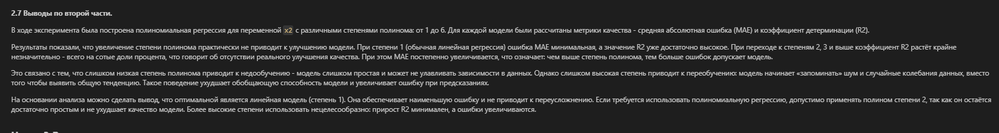 2.7 Выводы по второй части.
В ходе эксперимента была построена полиномиальная регрессия для переменной x2 с различными степенями полинома: от 1 до 6. Для каждой модели были рассчитаны метрики качества - средняя абсолютная ошибка (MAE) и коэффициент детерминации (R2).
Результаты показали, что увеличение степени полинома практически не приводит к улучшению модели. При степени 1 (обычная линейная регрессия) ошибка MAE минимальная, а значение R2 уже достаточно высокое. При переходе к степеням 2, 3 и выше коэффициент R2 растёт крайне
незначительно - всего на сотые доли процента, что говорит об отсутствии реального улучшения качества. При этом MAE постепенно увеличивается, что означает: чем выше степень полинома, тем больше ошибок допускает модель.
Это связано с тем, что слишком низкая степень полинома приводит к недообучению - модель слишком простая и может не улавливать зависимости в данных. Однако слишком высокая степень приводит к переобучению: модель начинает «запоминать» шум и случайные колебания данных, вместо
того чтобы выявить общую тенденцию. Такое поведение ухудшает обобщающую способность модели и увеличивает ошибку при предсказаниях.
На основании анализа можно сделать вывод, что оптимальной является линейная модель (степень 1). Она обеспечивает наименьшую ошибку и не приводит к переусложнению. Если требуется использовать полиномиальную регрессию, допустимо применять полином степени 2, так как он остаётся
достаточно простым и не ухудшает качество модели. Более высокие степени использовать нецелесообразно: прирост R2 минимален, а ошибки увеличиваются.